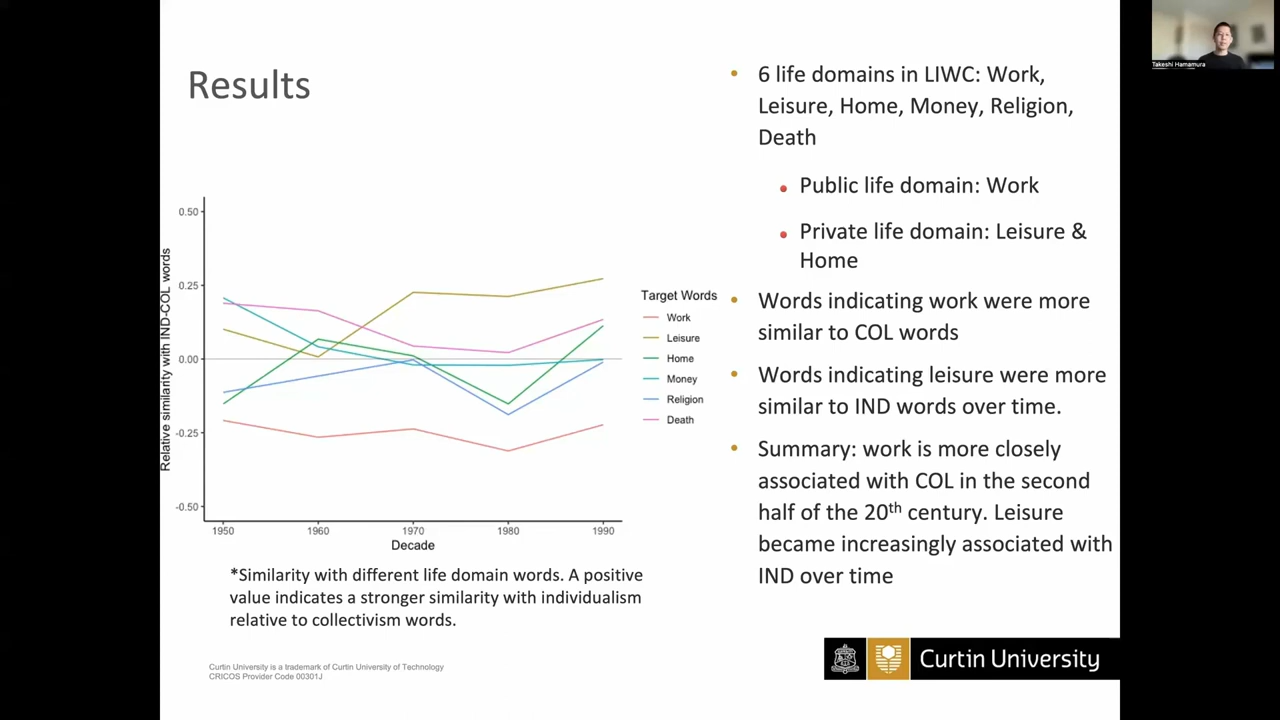 Takeshi Hamamura
Results
0.50
0.25
0.00
-0.25
-0.50
Relative similarity with IND-COL words
1950 1960 1970 1980 1990
Decade
Target Words
Work
Leisure
Home
Money
Religion
Death
*Similarity with different life domain words. A positive
value indicates a stronger similarity with individualism
relative to collectivism words.
• 6 life domains in LIWC: Work,
Leisure, Home, Money, Religion,
Death
• Public life domain: Work
• Private life domain: Leisure &
Home
• Words indicating work were more
similar to COL words
• Words indicating leisure were more
similar to IND words over time.
• Summary: work is more closely
associated with COL in the second
half of the 20th century. Leisure
became increasingly associated with
IND over time
Curtin University is a trademark of Curtin University of Technology
CRICOS Provider Code 00301J
Curtin University